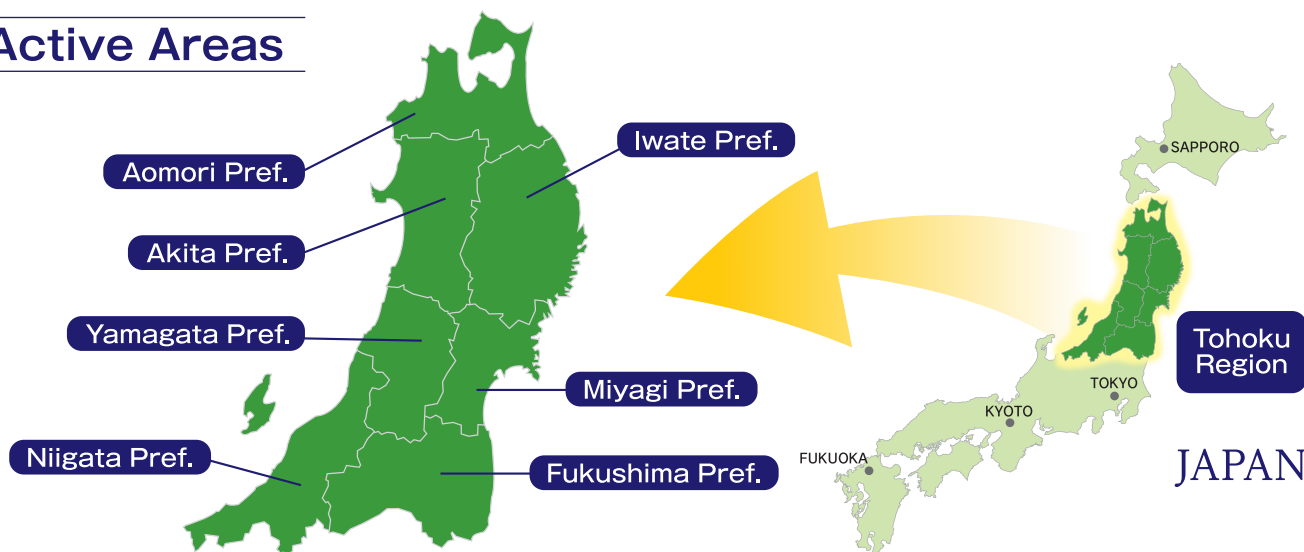 Active Areas
Aomori Pref.
Iwate Pref.
Akita Pref.
Yamagata Pref.
Miyagi Pref.
Niigata Pref.
Fukushima Pref.
SAPPORO
Tohoku
Region
TOKYO
KYOTO
FUKUOKA
JAPAN